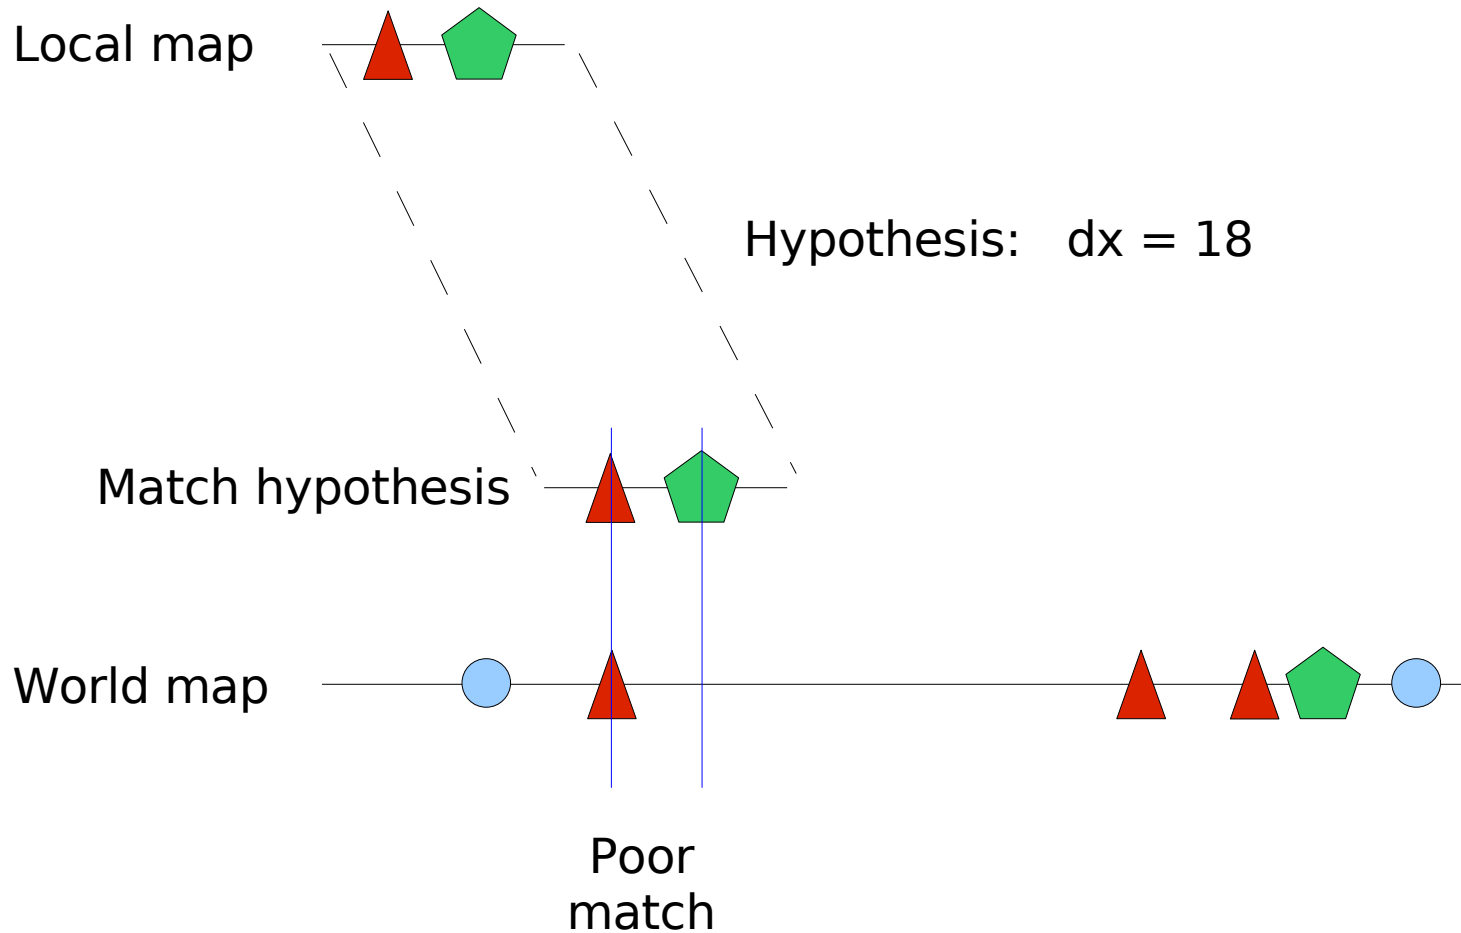 Local map
Hypothesis: dx = 18
Match hypothesis
World map
Poor
match